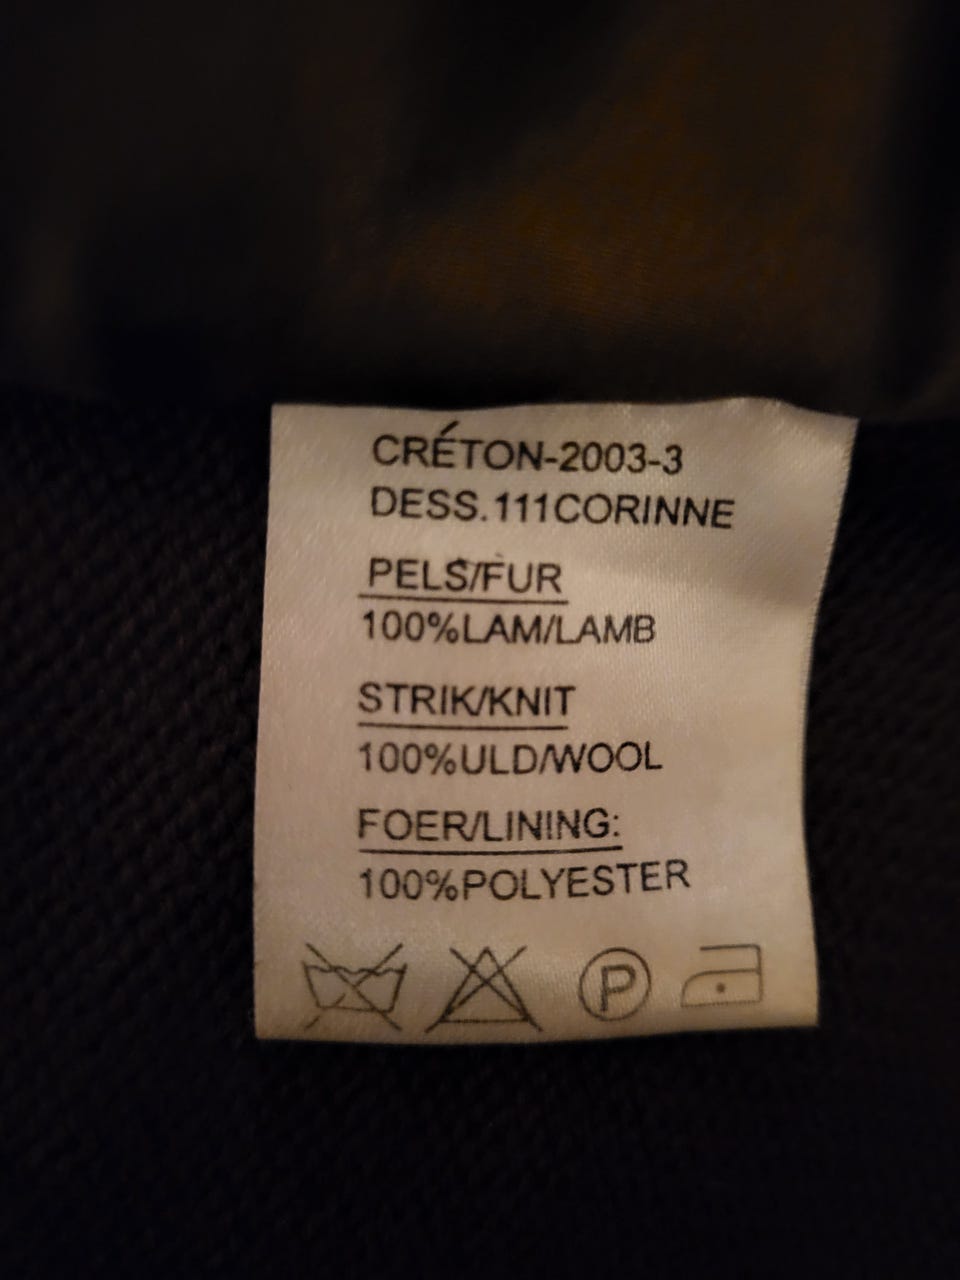 CRÉTON-2003-3
DESS.111CORINNE
PELS/FUR
100%LAM/LAMB
STRIK/KNIT
100%ULD/WOOL
FOER/LINING:
100%POLYESTER
P